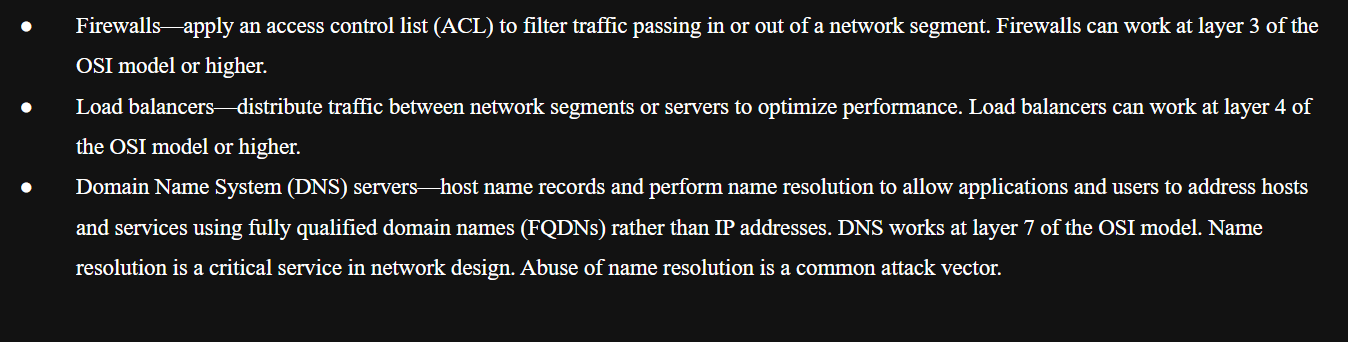 ● Firewalls—apply an access control list (ACL) to filter traffic passing in or out of a network segment. Firewalls can work at layer 3 of the
OSI model or higher.
● Load balancers—distribute traffic between network segments or servers to optimize performance. Load balancers can work at layer 4 of
the OSI model or higher.
● Domain Name System (DNS) servers—host name records and perform name resolution to allow applications and users to address hosts
and services using fully qualified domain names (FQDNs) rather than IP addresses. DNS works at layer 7 of the OSI model. Name
resolution is a critical service in network design. Abuse of name resolution is a common attack vector.